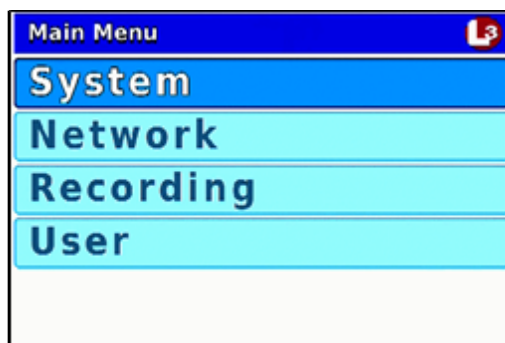 Main Menu
L3
System
Network
Recording
User